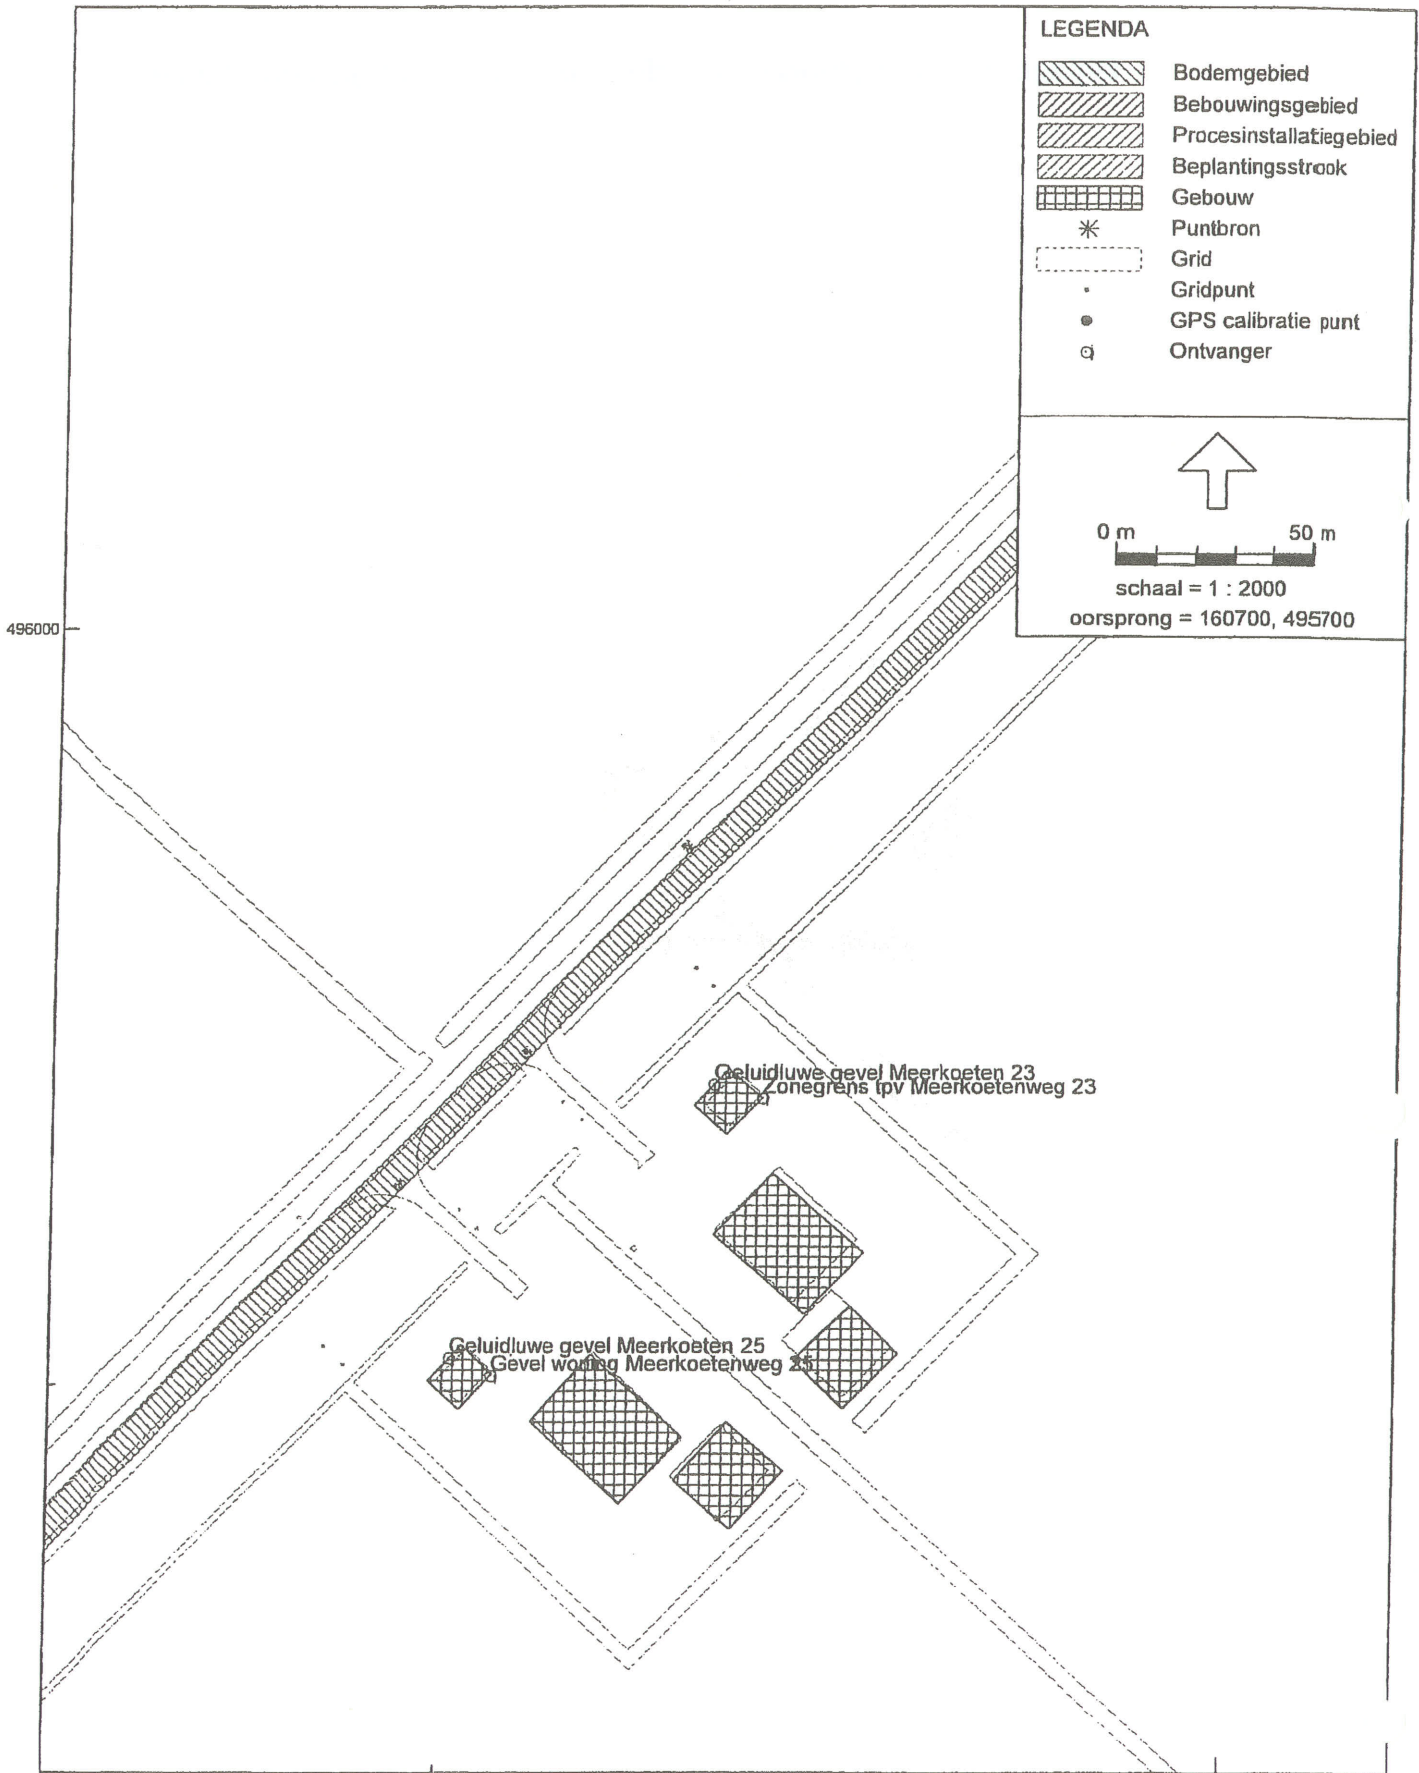 LEGENDA
Bodemgebied
Bebouwingsgebied
Procesinstallatiegebied
Beplantingsstrook
Gebouw
Puntbron
Grid
Gridpunt
GPS calibratie punt
Ontvanger
0 m 50 m
schaal = 1 : 2000
oorsprong = 160700, 495700
496000
Geluidluwe gevel Meerkoeten 23
Zonegrens tpv Meerkoetenweg 23
Geluidluwe gevel Meerkoeten 25
Gevel woning Meerkoetenweg 25